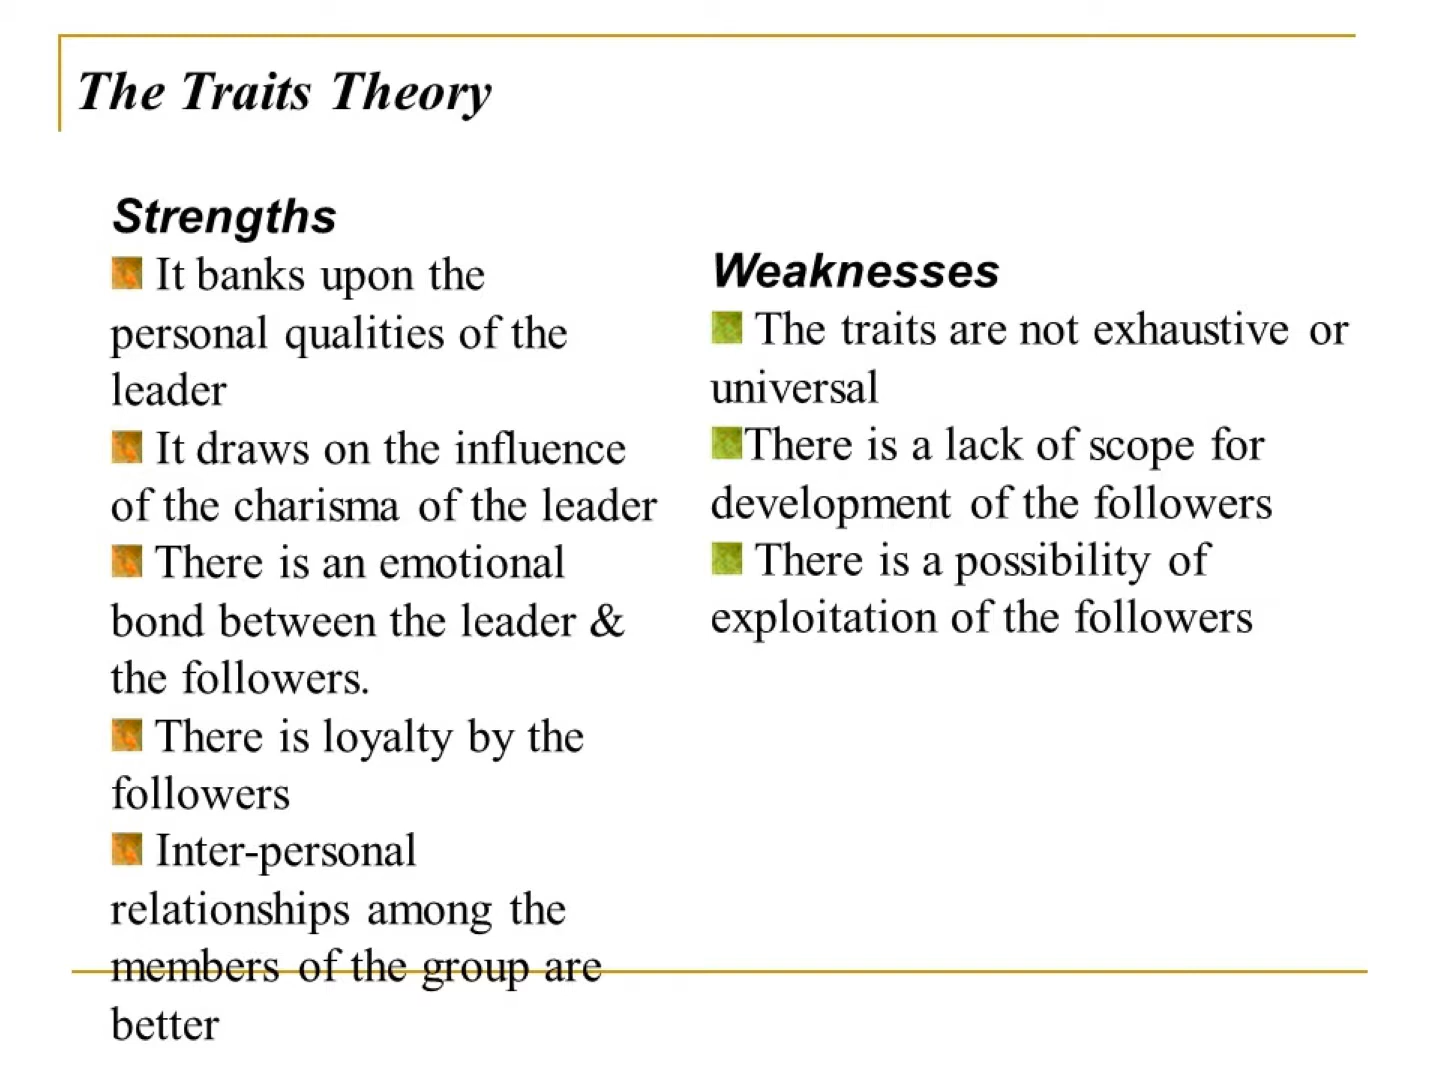 The Traits Theory
Strengths
It banks upon the
personal qualities of the
leader
It draws on the influence
of the charisma of the leader
There is an emotional
bond between the leader &
the followers.
There is loyalty by the
followers
Inter-personal
relationships among the
members of the group are
better
Weaknesses
The traits are not exhaustive or
universal
There is a lack of scope for
development of the followers
There is a possibility of
exploitation of the followers